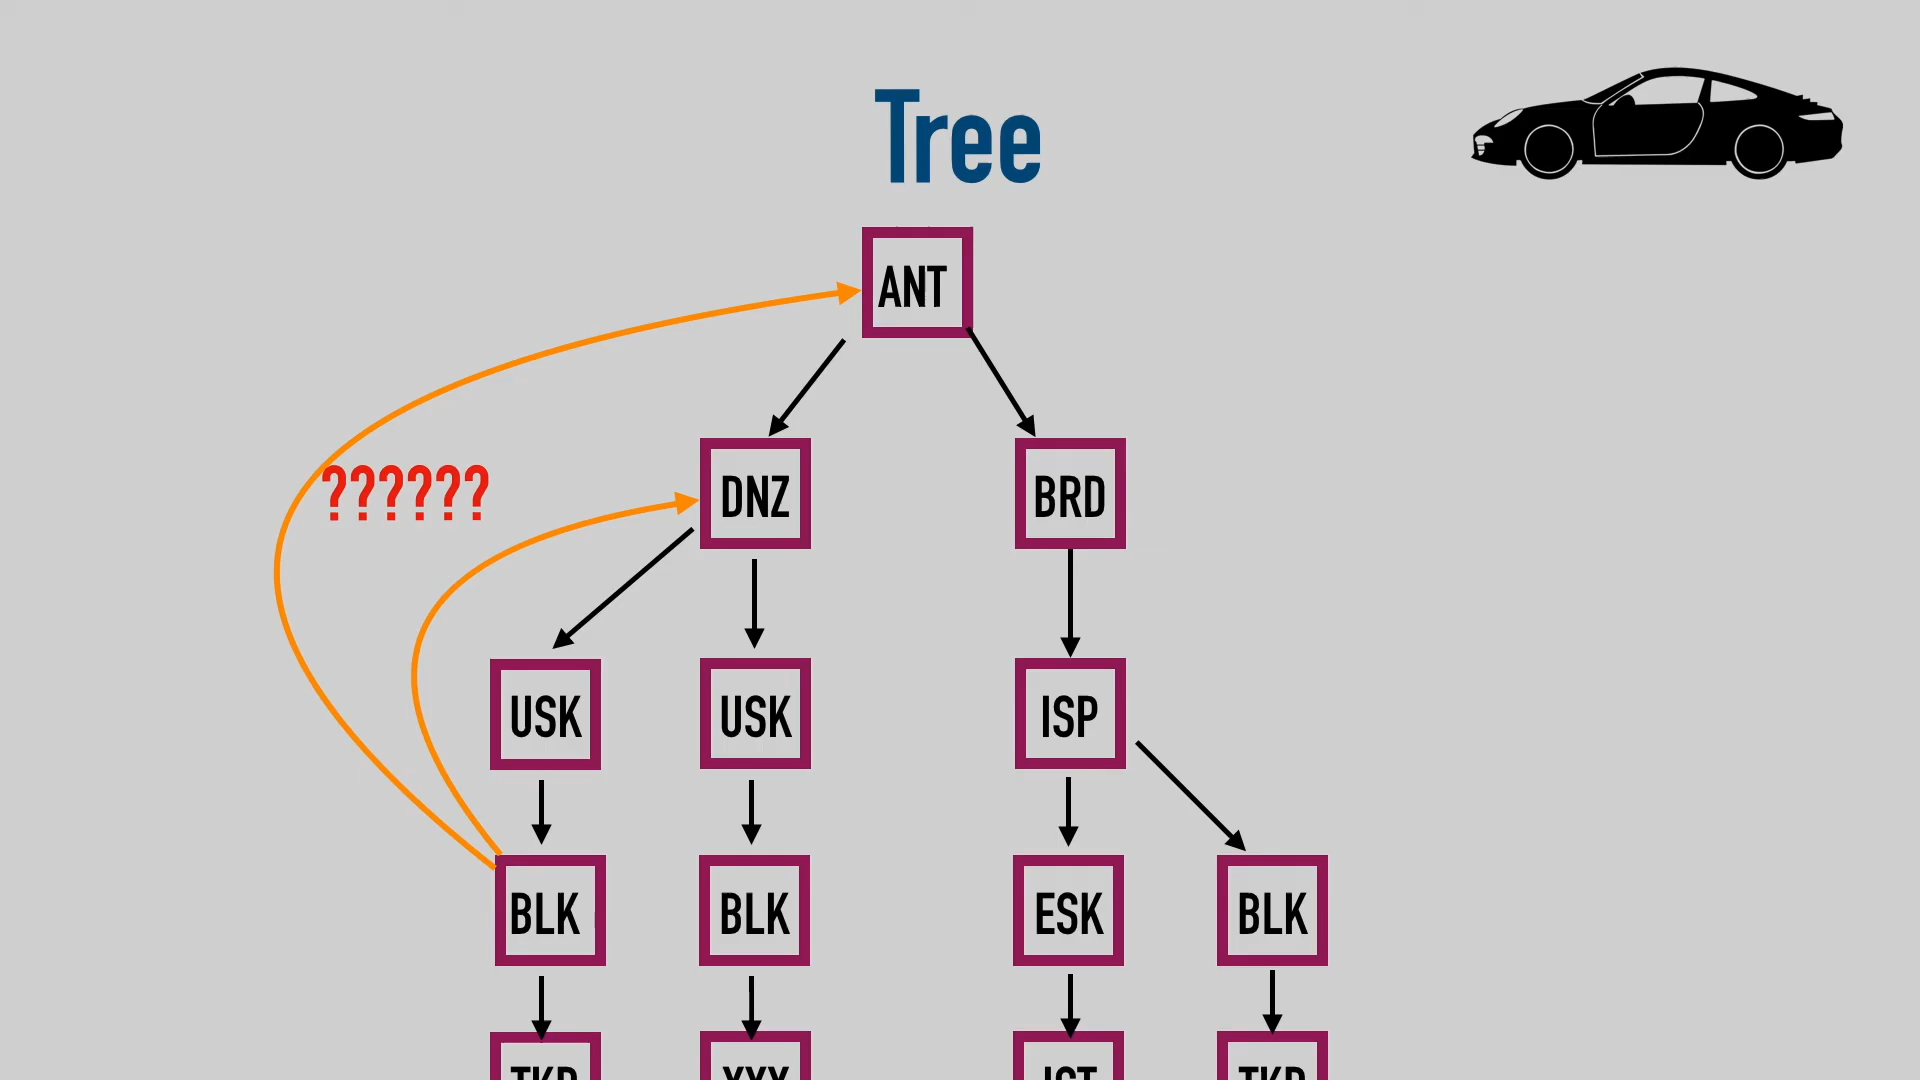 Tree
ANT
??????
DNZ
BRD
USK
USK
ISP
BLK
BLK
ESK
BLK